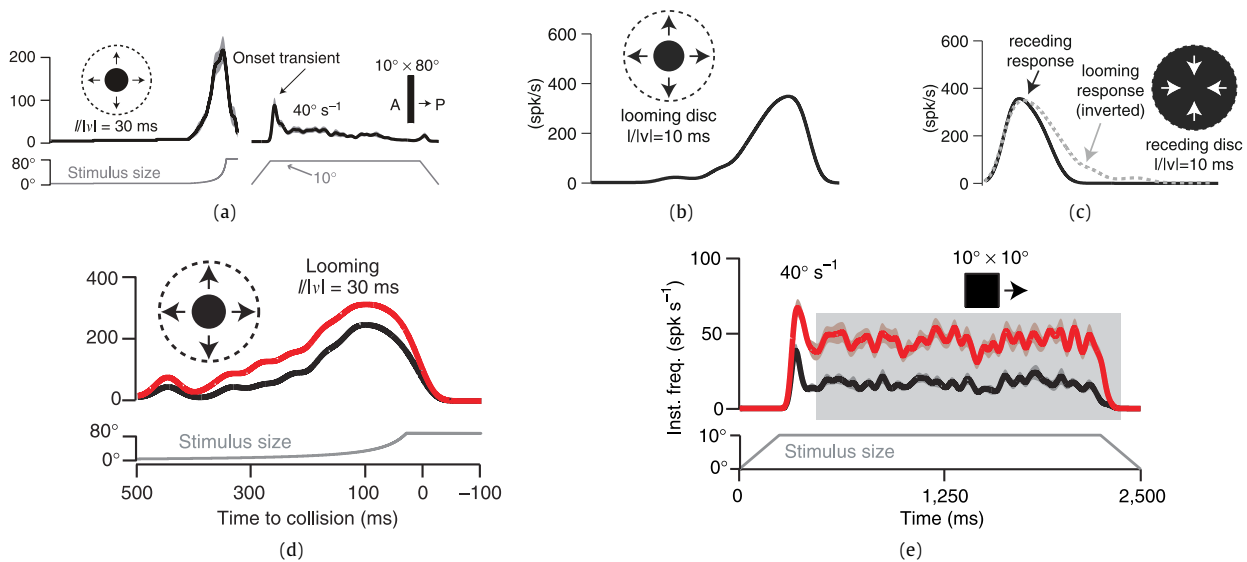 200
100
0
80°
0°
l/|v| = 30 ms
Stimulus size
Onset transient
40° s⁻¹
10° × 80°
A → P
10°
(a)
600
400
200
0
(spk/s)
looming disc
l/|v|=10 ms
(b)
600
400
200
0
(spk/s)
receding
response
looming
response
(inverted)
receding disc
l/|v|=10 ms
(c)
400
200
0
Looming
l/|v| = 30 ms
80°
0°
Stimulus size
500 300 100 0 −100
Time to collision (ms)
(d)
100
50
0
Inst. freq. (spk s⁻¹)
40° s⁻¹
10° × 10°
10°
0°
Stimulus size
0 1,250 2,500
Time (ms)
(e)